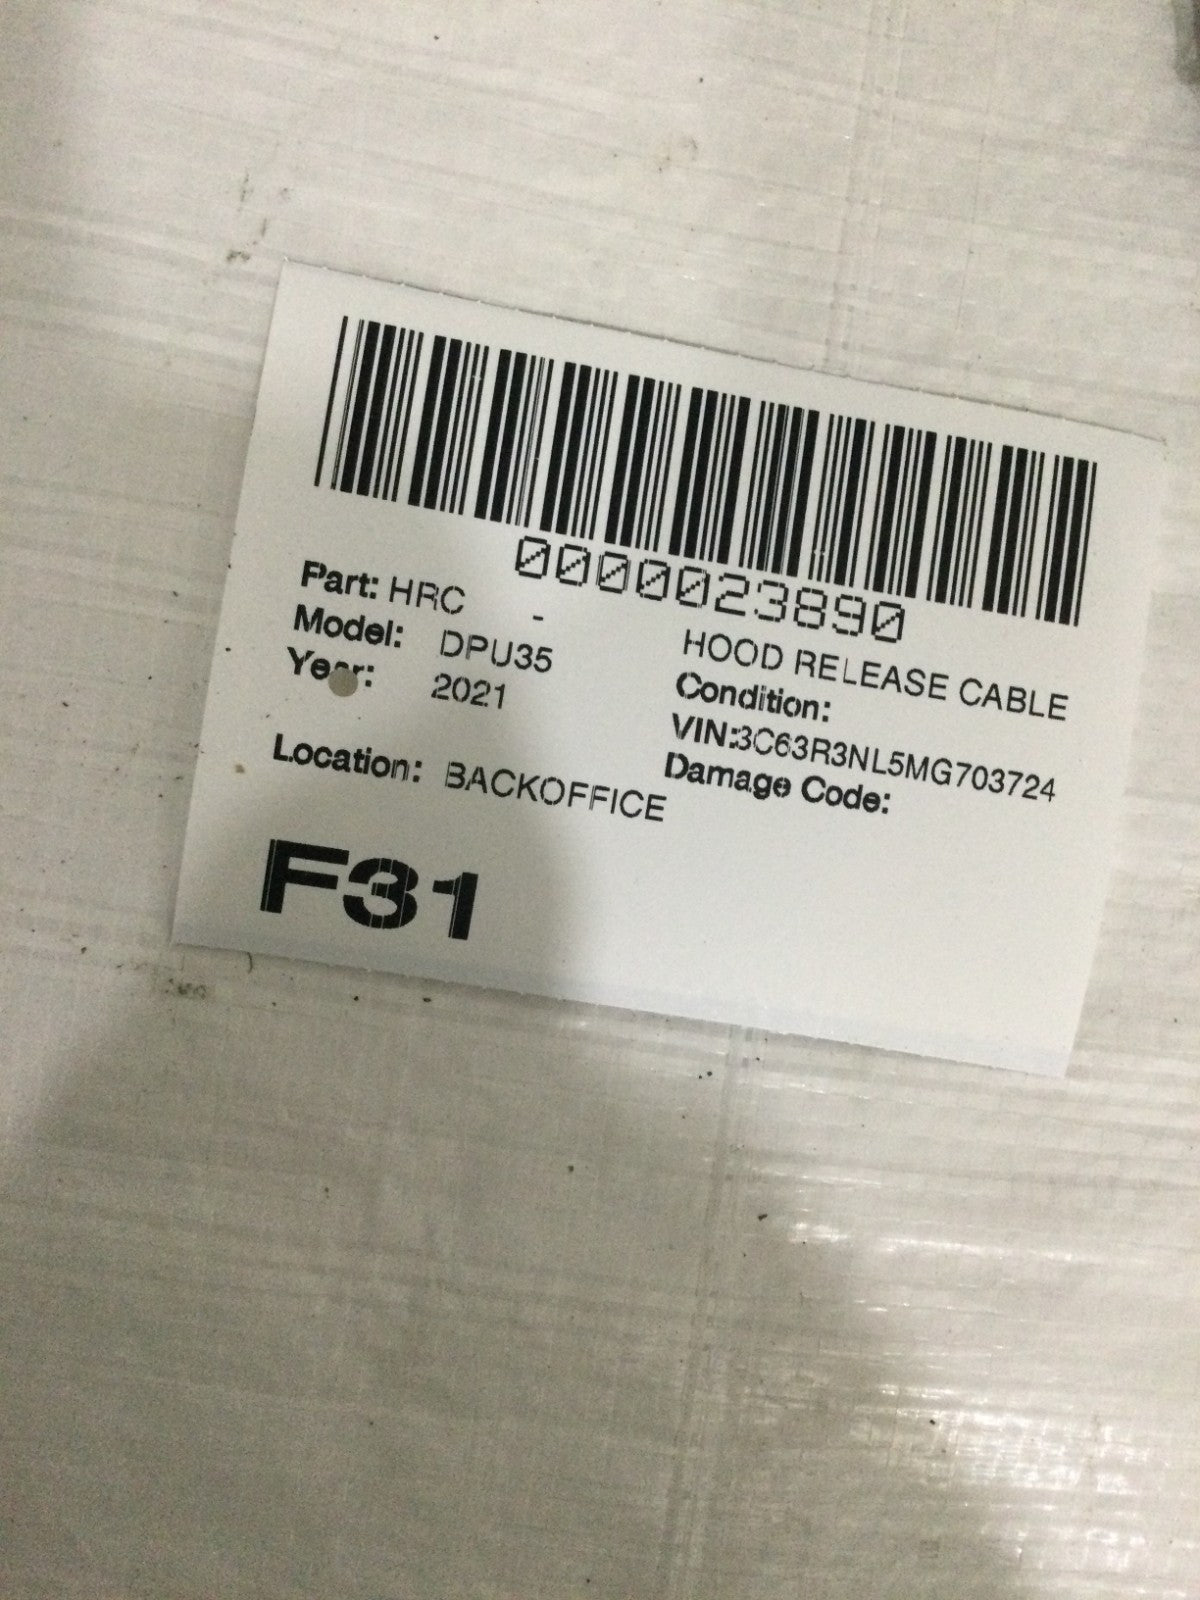 0000023890
Part: HRC -
HOOD RELEASE CABLE
Model: DPU35
Condition:
Year: 2021
VIN:3C63R3NL5MG703724
Damage Code:
Location: BACKOFFICE
F31